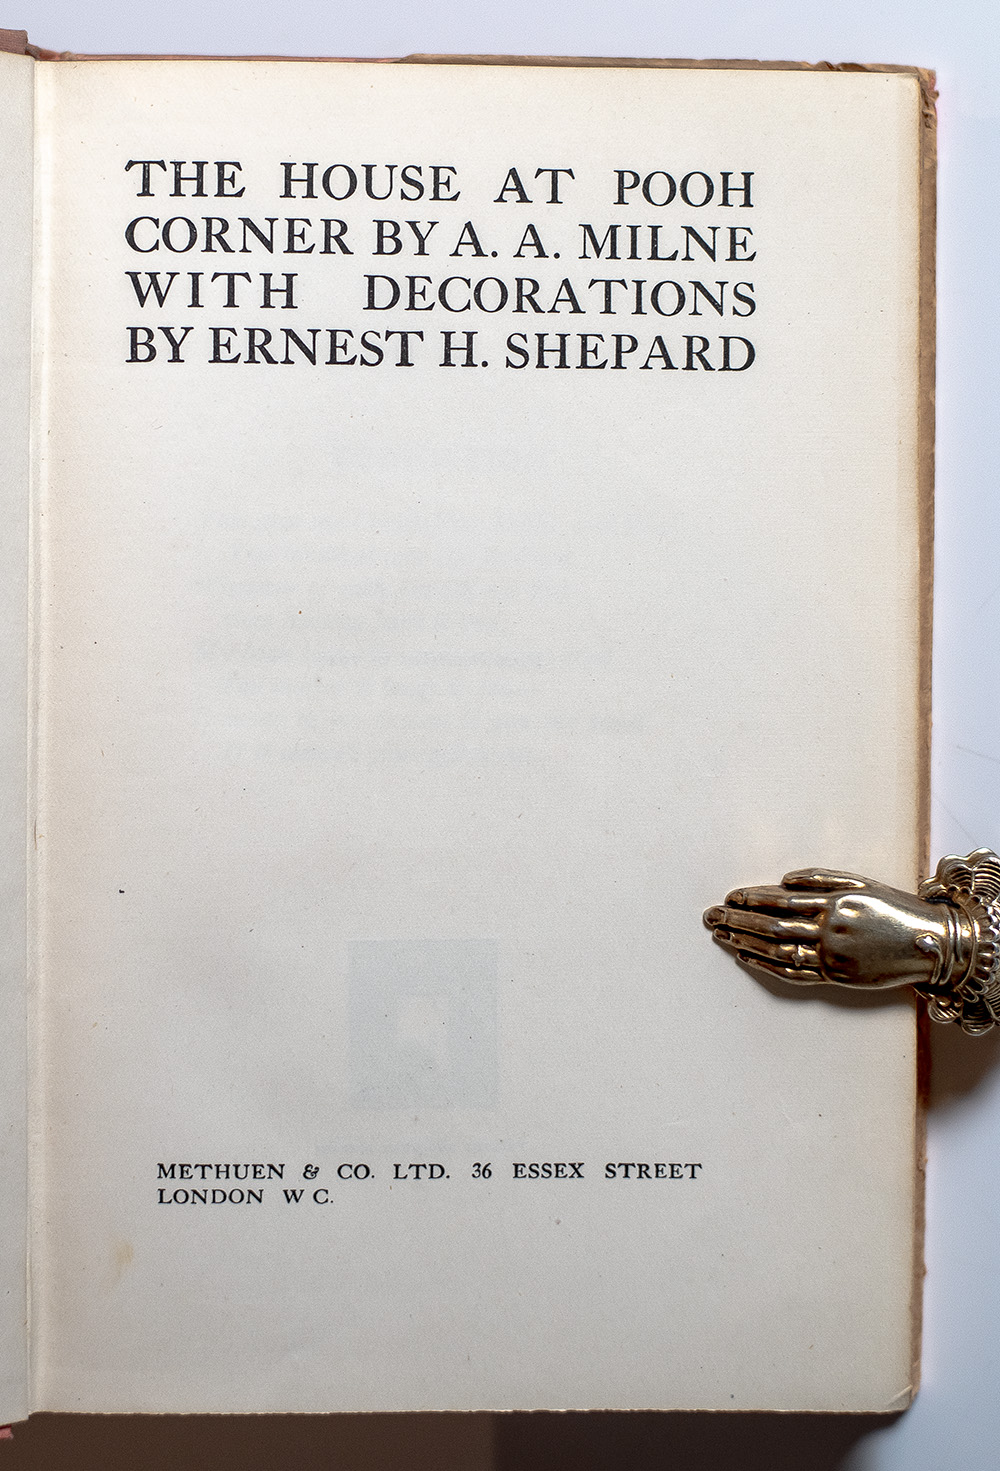 THE HOUSE AT POOH
CORNER BY A. A. MILNE
WITH DECORATIONS
BY ERNEST H. SHEPARD
METHUEN & CO. LTD. 36 ESSEX STREET
LONDON W C.